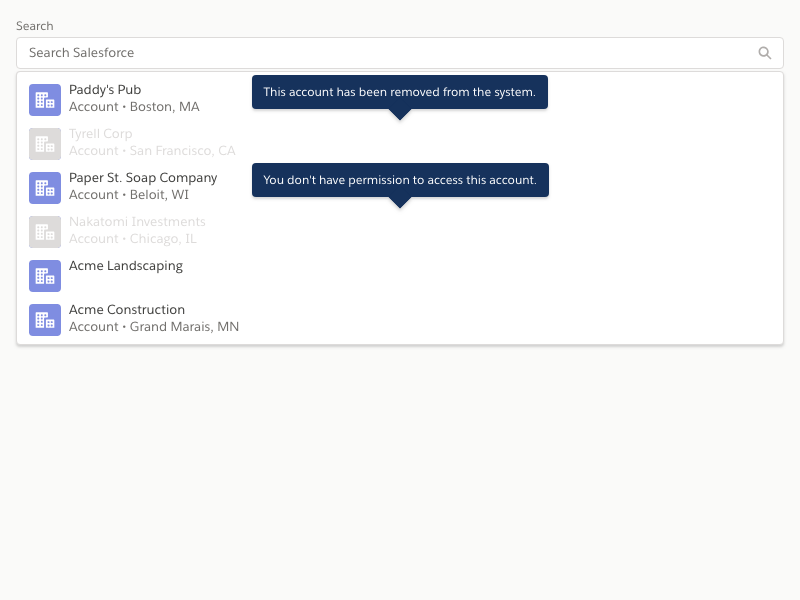 Search
Search Salesforce
Paddy's Pub
Account • Boston, MA
This account has been removed from the system.
Tyrell Corp
Account • San Francisco, CA
Paper St. Soap Company
Account • Beloit, WI
You don't have permission to access this account.
Nakatomi Investments
Account • Chicago, IL
Acme Landscaping
Acme Construction
Account • Grand Marais, MN